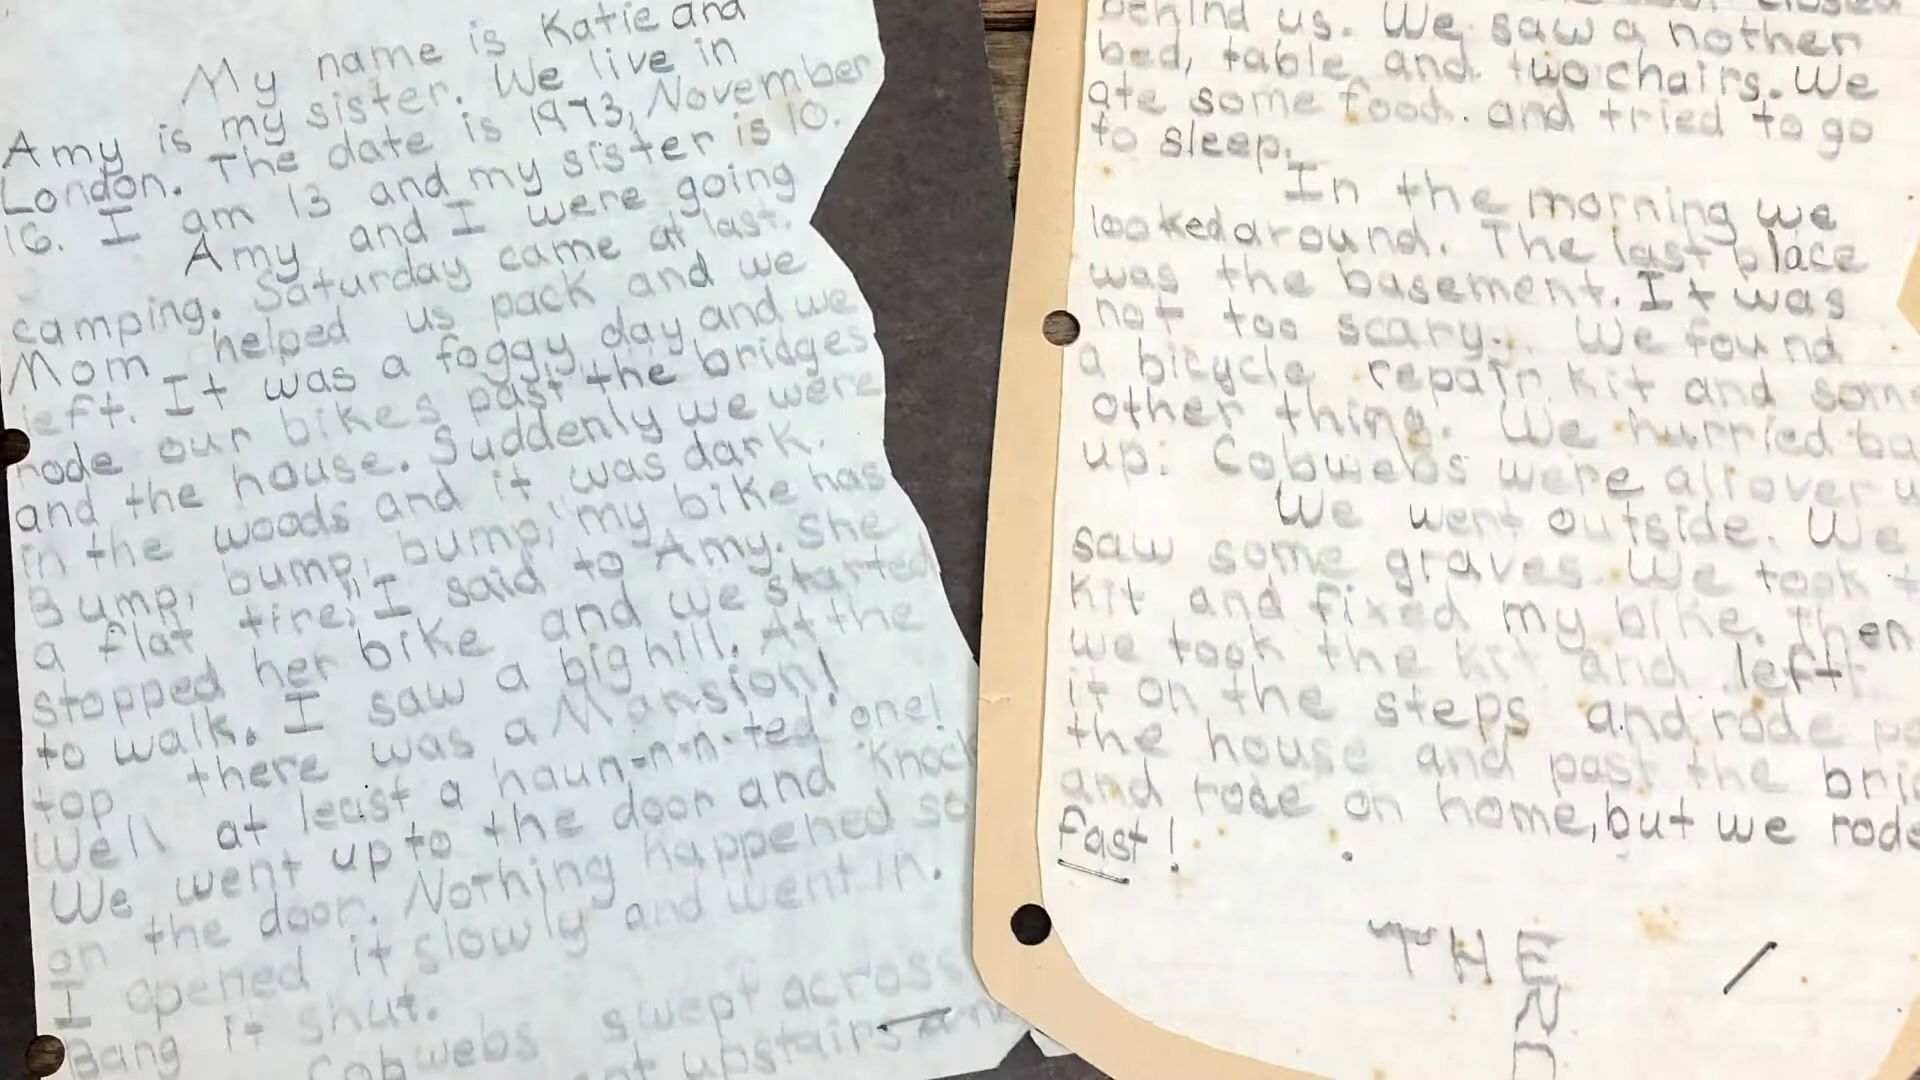 My name is Katie and
Amy is my sister. We live in
London. The date is 1973, November
16. I am 13 and my sister is 10.
Amy and I were going
camping. Saturday came at last.
Mom helped us pack and we
left. It was a foggy day and we
rode our bikes past the bridges
and the house. Suddenly we were
in the woods and it was dark.
Bump, bump, bump, "my bike has
a flat tire," I said to Amy. She
stopped her bike and we started
to walk. I saw a big hill. At the
top there was a Mansion!
Well at least a haun-n-n-ted one!
We went up to the door and knock
on the door. Nothing happened so
I opened it slowly and went in.
Bang it shut.
Cobwebs swept across
upstairs
behind us. We saw a nother
bed, table and two chairs. We
ate some food. and tried to go
to sleep.
In the morning we
looked around. The last place
was the basement. It was
not too scary. We found
a bicycle repair kit and some
other thing. We hurried ba
up. Cobwebs were all over u
We went outside. We
saw some graves. We took t
kit and fixed my bike. Then
we took the kit and left
it on the steps and rode pa
the house and past the bri
and rode on home, but we rode
fast!